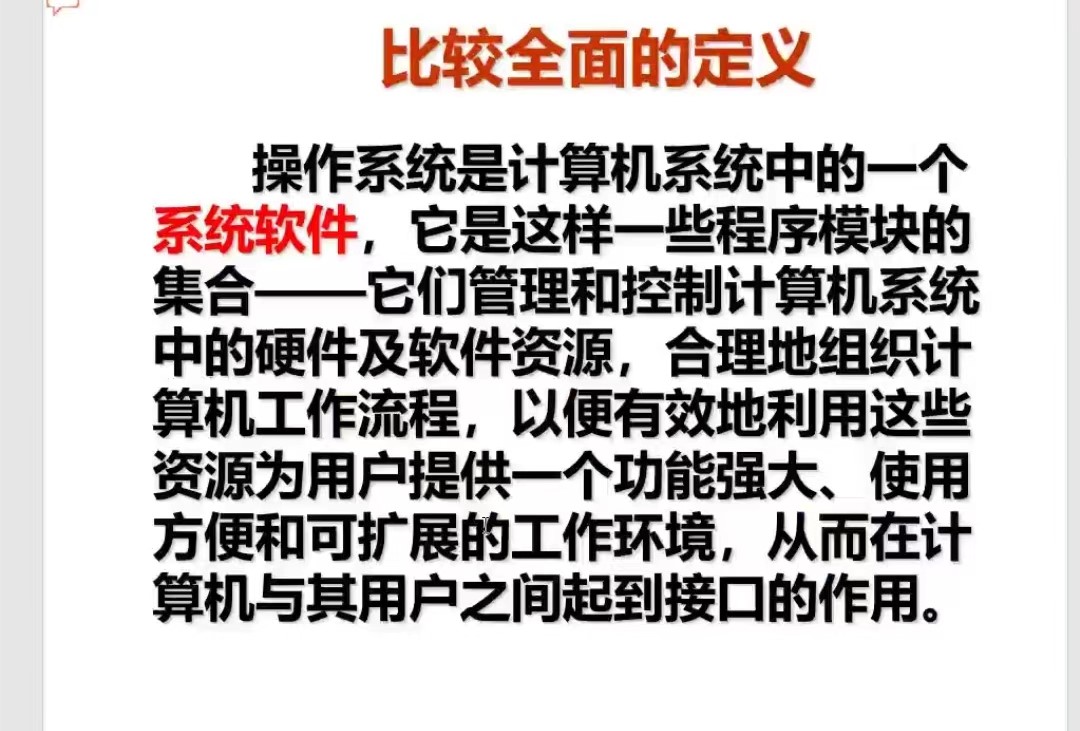 比较全面的定义
操作系统是计算机系统中的一个
系统软件，它是这样一些程序模块的
集合——它们管理和控制计算机系统
中的硬件及软件资源，合理地组织计
算机工作流程，以便有效地利用这些
资源为用户提供一个功能强大、使用
方便和可扩展的工作环境，从而在计
算机与其用户之间起到接口的作用。